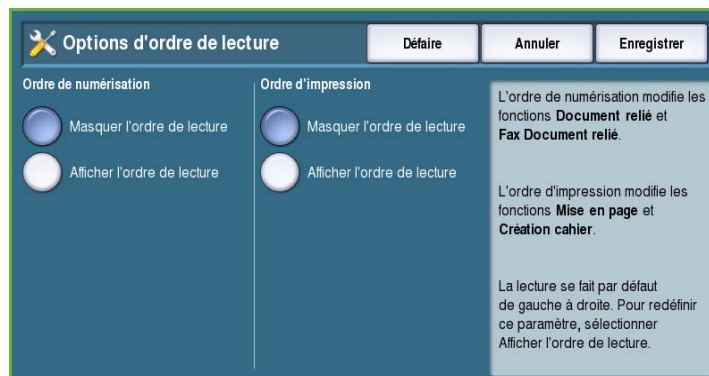 Options d'ordre de lecture
Défaire
Annuler
Enregistrer
Ordre de numérisation
Masquer l'ordre de lecture
Afficher l'ordre de lecture
Ordre d'impression
Masquer l'ordre de lecture
Afficher l'ordre de lecture
L'ordre de numérisation modifie les
fonctions Document relié et
Fax Document relié.
L'ordre d'impression modifie les
fonctions Mise en page et
Création cahier.
La lecture se fait par défaut
de gauche à droite. Pour redéfinir
ce paramètre, sélectionner
Afficher l'ordre de lecture.